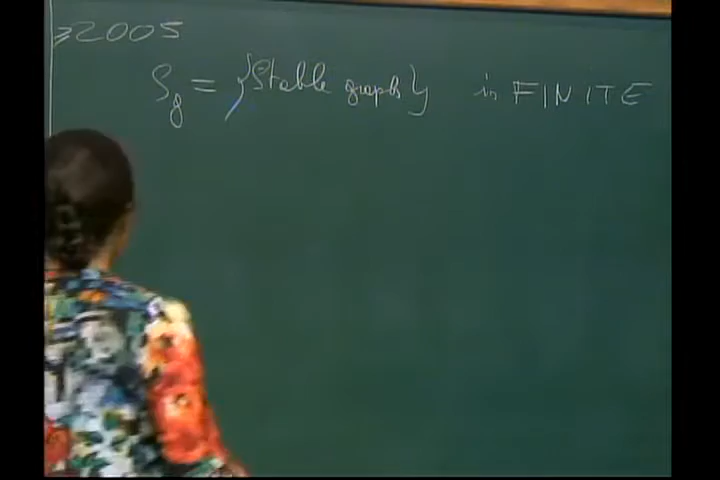 ≥2005
S_g = {Stable graphs} is FINITE